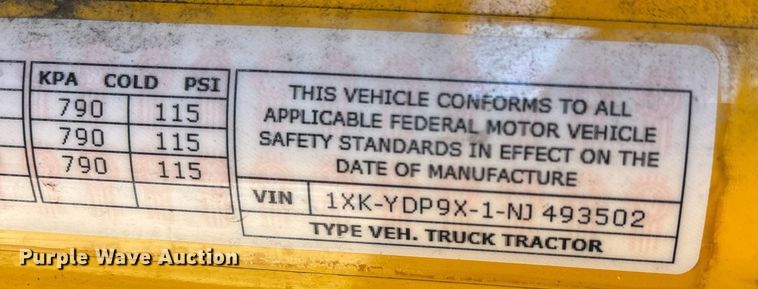 KPA COLD PSI
790 115
790 115
790 115
THIS VEHICLE CONFORMS TO ALL
APPLICABLE FEDERAL MOTOR VEHICLE
SAFETY STANDARDS IN EFFECT ON THE
DATE OF MANUFACTURE
VIN 1XK-YDP9X-1-NJ 493502
TYPE VEH. TRUCK TRACTOR
Purple Wave Auction